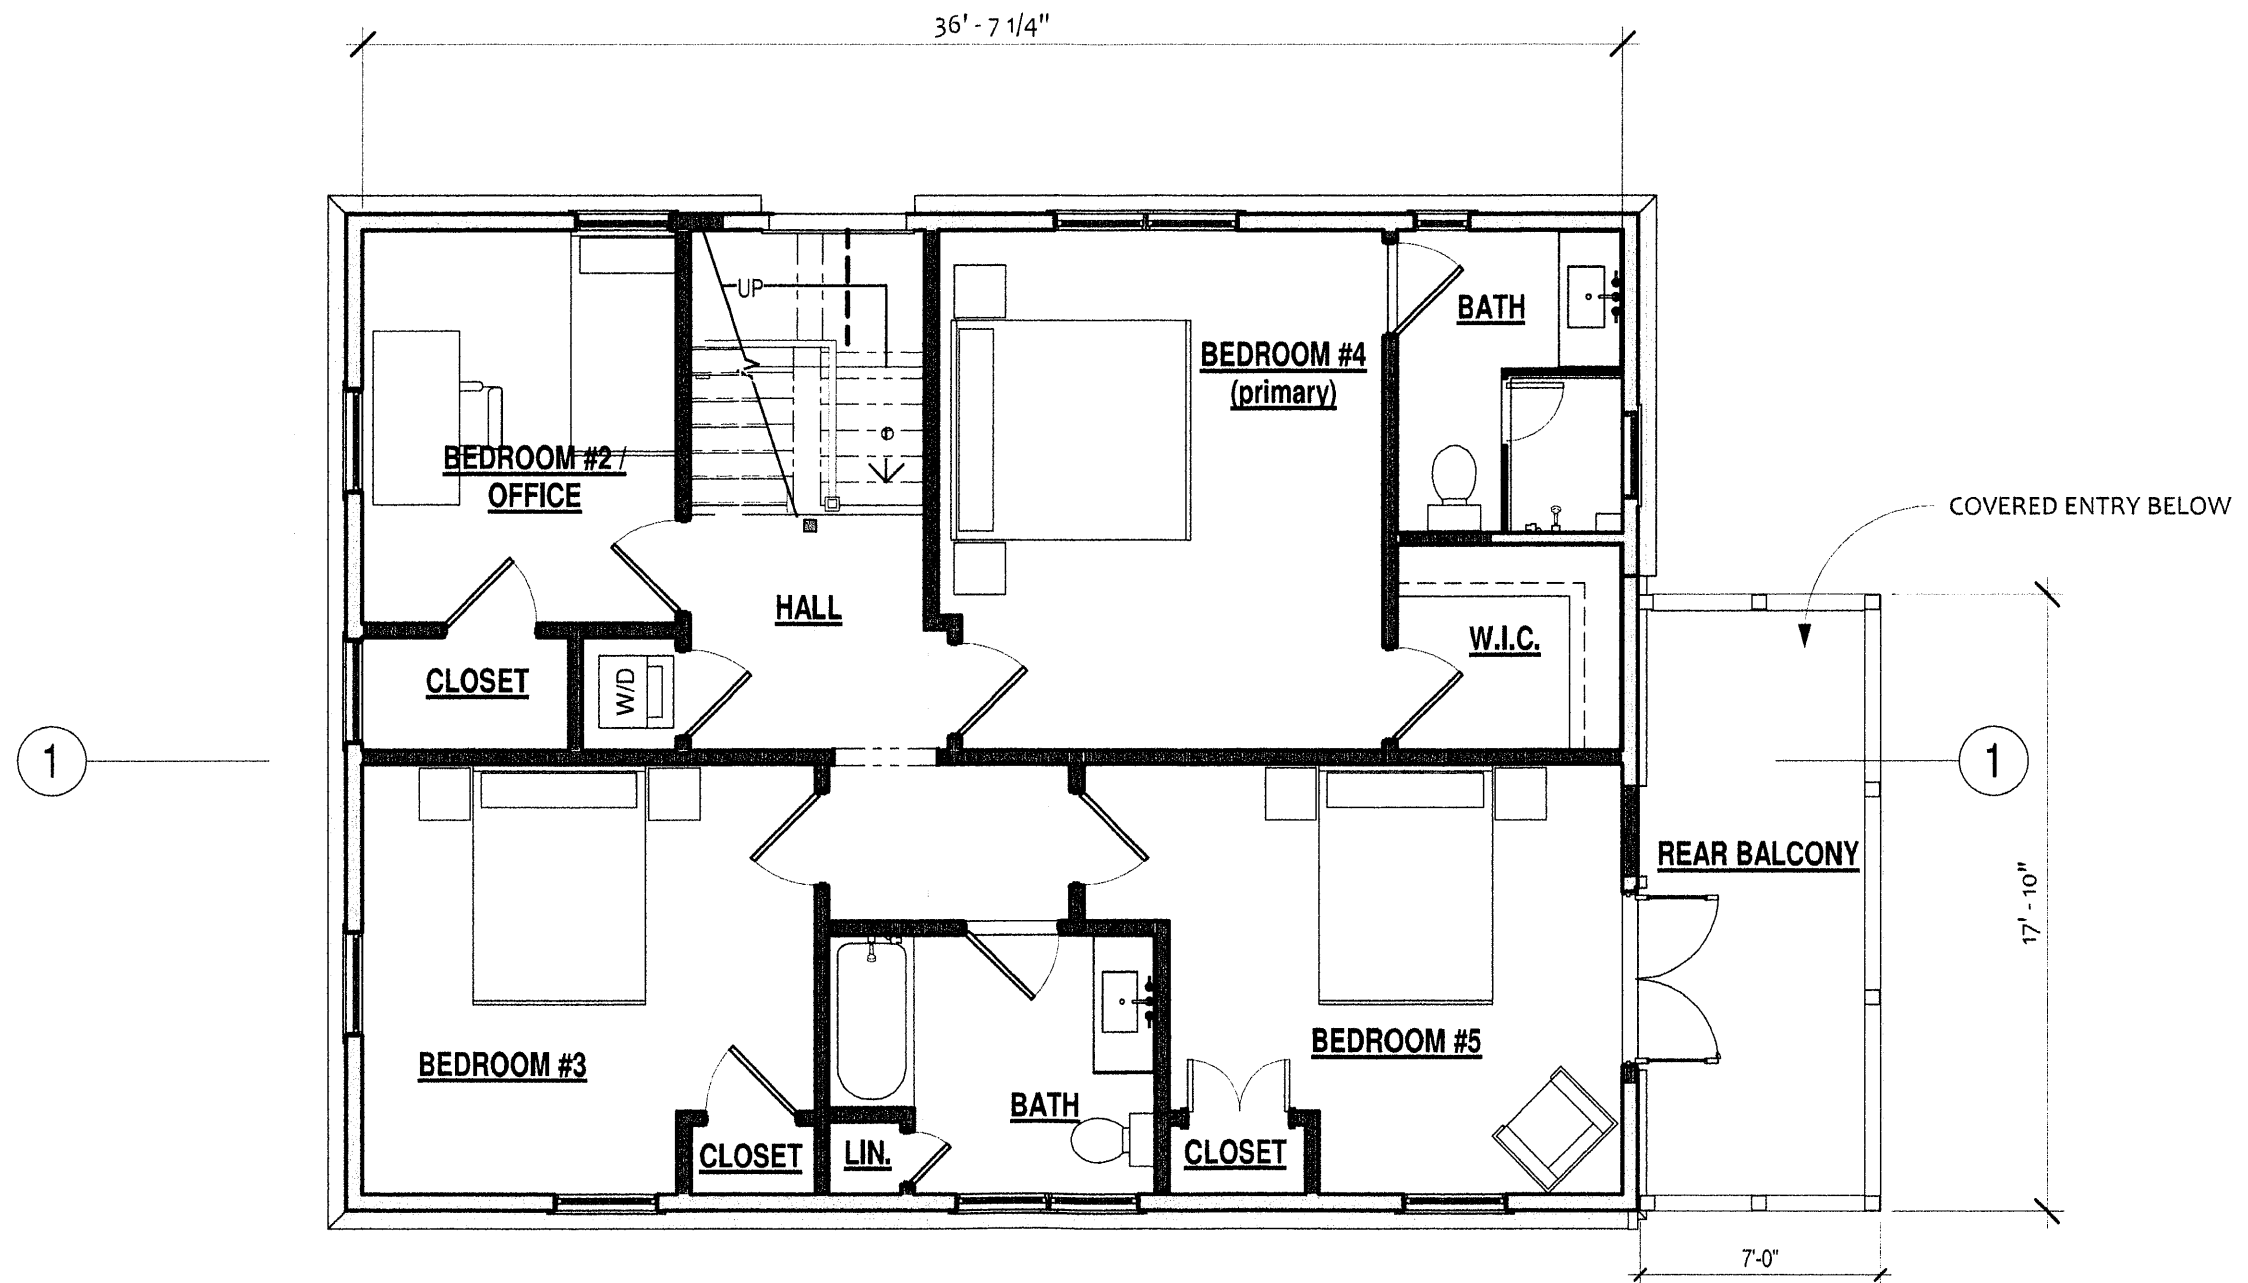 36' - 7 1/4"
UP
BATH
BEDROOM #4
(primary)
BEDROOM #2 /
OFFICE
COVERED ENTRY BELOW
HALL
W.I.C.
CLOSET
W/D
1
1
REAR BALCONY
17' - 10"
BEDROOM #3
BEDROOM #5
BATH
CLOSET
LIN.
CLOSET
7'-0"